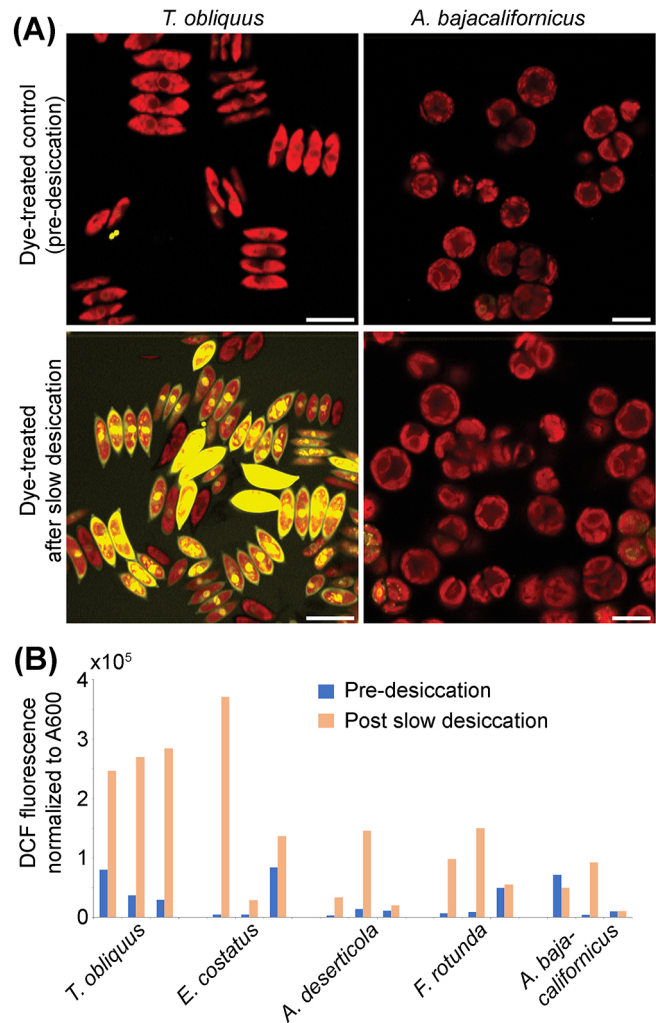 (A)
T. obliquus
A. bajacalifornicus
Dye-treated control
(pre-desiccation)
Dye-treated
after slow desiccation
(B)
x10⁵
4
3
2
1
0
DCF fluorescence
normalized to A600
Pre-desiccation
Post slow desiccation
T. obliquus
E. costatus
A. deserticola
F. rotunda
A. baja-
californicus